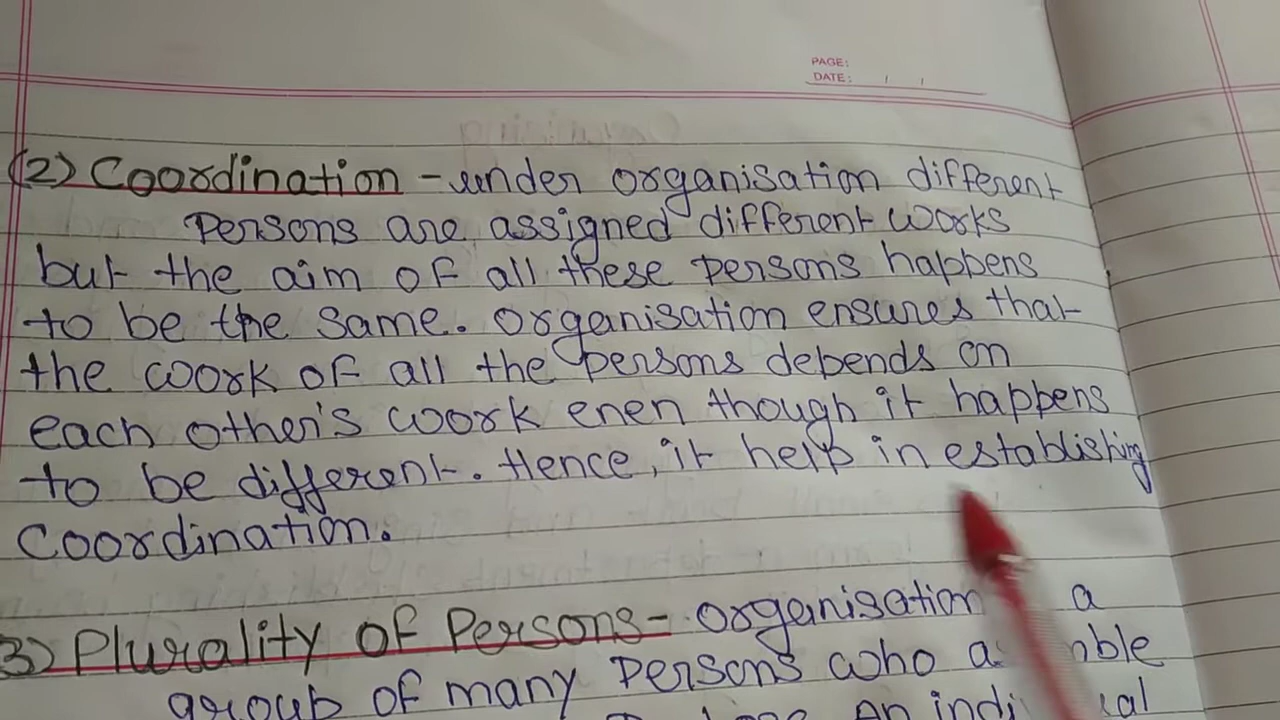 PAGE:
DATE: / /
(2) Coordination - under organisation different
Persons are assigned different works
but the aim of all these persons happens
to be the same. organisation ensures that
the work of all the persons depends on
each other's work enen though it happens
to be different. Hence, it help in establishing
Coordination.
3) Plurality of Persons - organisation a
group of many Persons who
An